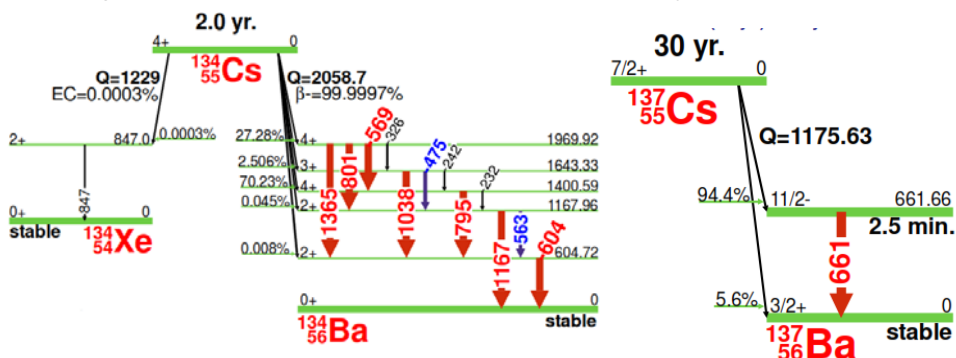 2.0 yr.
4+ 0
134 55 Cs
Q=1229
EC=0.0003%
Q=2058.7
β-=99.9997%
2+ 847.0
0.0003%
847
0+ 0
stable
134 54 Xe
27.28% 4+ 1969.92
2.506% 3+ 1643.33
70.23% 4+ 1400.59
0.045% 2+ 1167.96
0.008% 2+ 604.72
1365
801
569
326
1038
475
242
795
232
1167
563
604
0+ 0
134 56 Ba
stable
30 yr.
7/2+ 0
137 55 Cs
Q=1175.63
94.4% 11/2- 661.66
2.5 min.
661
5.6% 3/2+ 0
137 56 Ba
stable